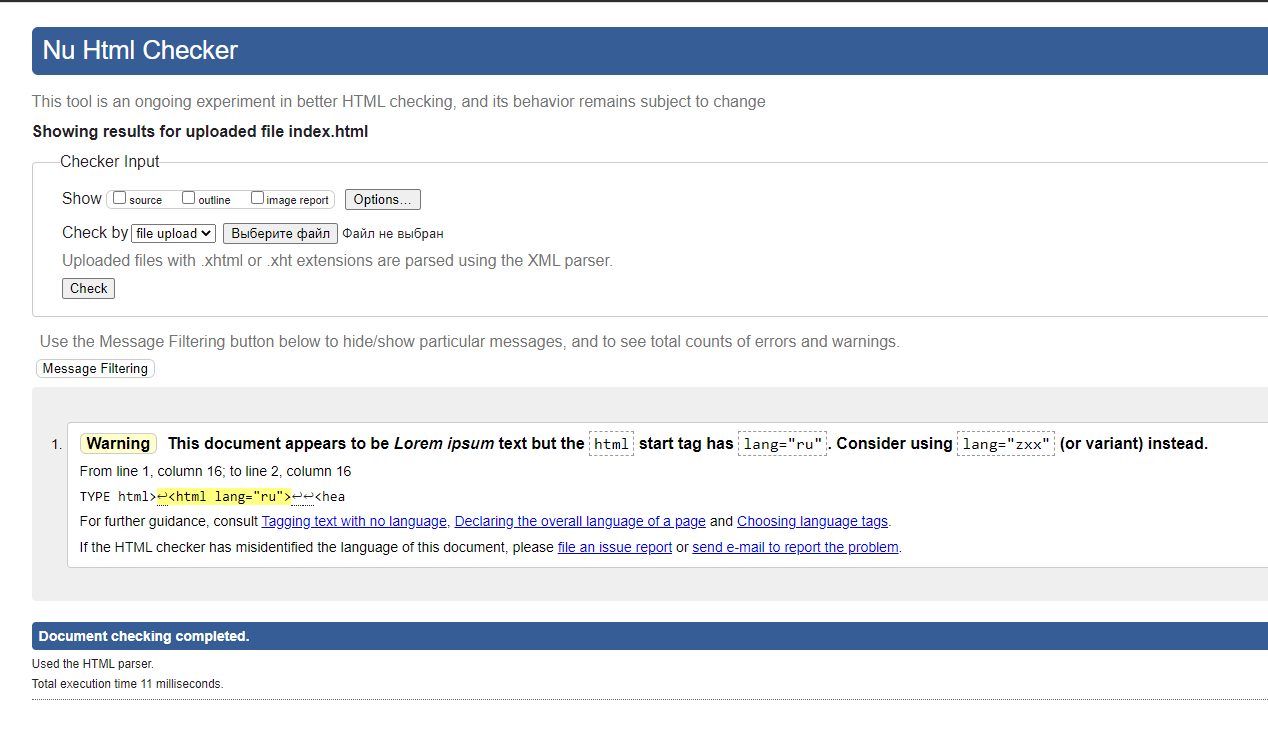 Nu Html Checker
This tool is an ongoing experiment in better HTML checking, and its behavior remains subject to change
Showing results for uploaded file index.html
Checker Input
Show source outline image report Options...
Check by file upload Выберите файл Файл не выбран
Uploaded files with .xhtml or .xht extensions are parsed using the XML parser.
Check
Use the Message Filtering button below to hide/show particular messages, and to see total counts of errors and warnings.
Message Filtering
1. Warning This document appears to be Lorem ipsum text but the html start tag has lang="ru". Consider using lang="zxx" (or variant) instead.
From line 1, column 16; to line 2, column 16
TYPE html>↩<html lang="ru">↩↩<hea
For further guidance, consult Tagging text with no language, Declaring the overall language of a page and Choosing language tags.
If the HTML checker has misidentified the language of this document, please file an issue report or send e-mail to report the problem.
Document checking completed.
Used the HTML parser.
Total execution time 11 milliseconds.